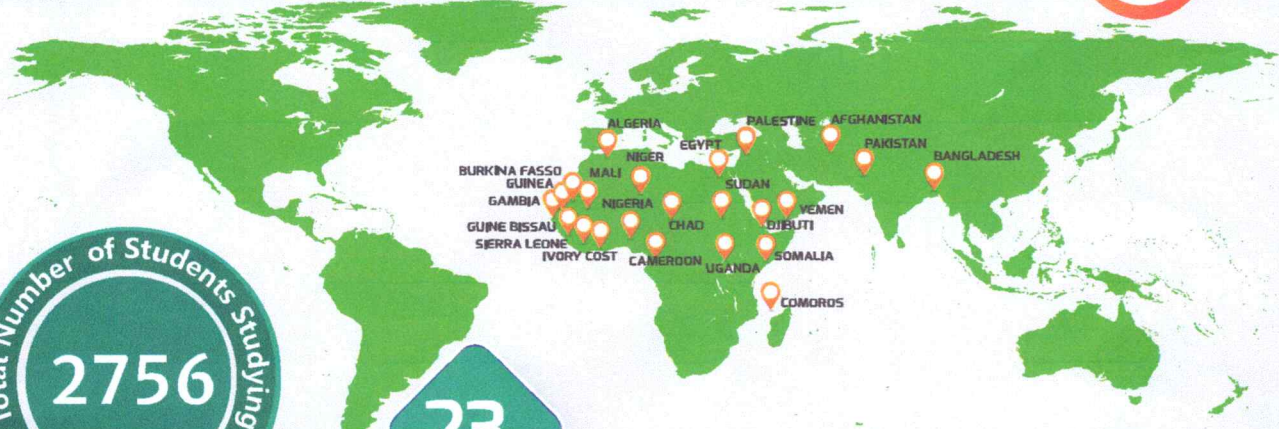 ALGERIA
PALESTINE
AFGHANISTAN
EGYPT
PAKISTAN
NIGER
BANGLADESH
BURKINA FASSO
MALI
GUINEA
SUDAN
GAMBIA
NIGERIA
YEMEN
CHAD
DJIBUTI
GUINE BISSAU
SIERRA LEONE
IVORY COST
CAMEROON
UGANDA
SOMALIA
COMOROS
Total Number of Students Studying
2756
23